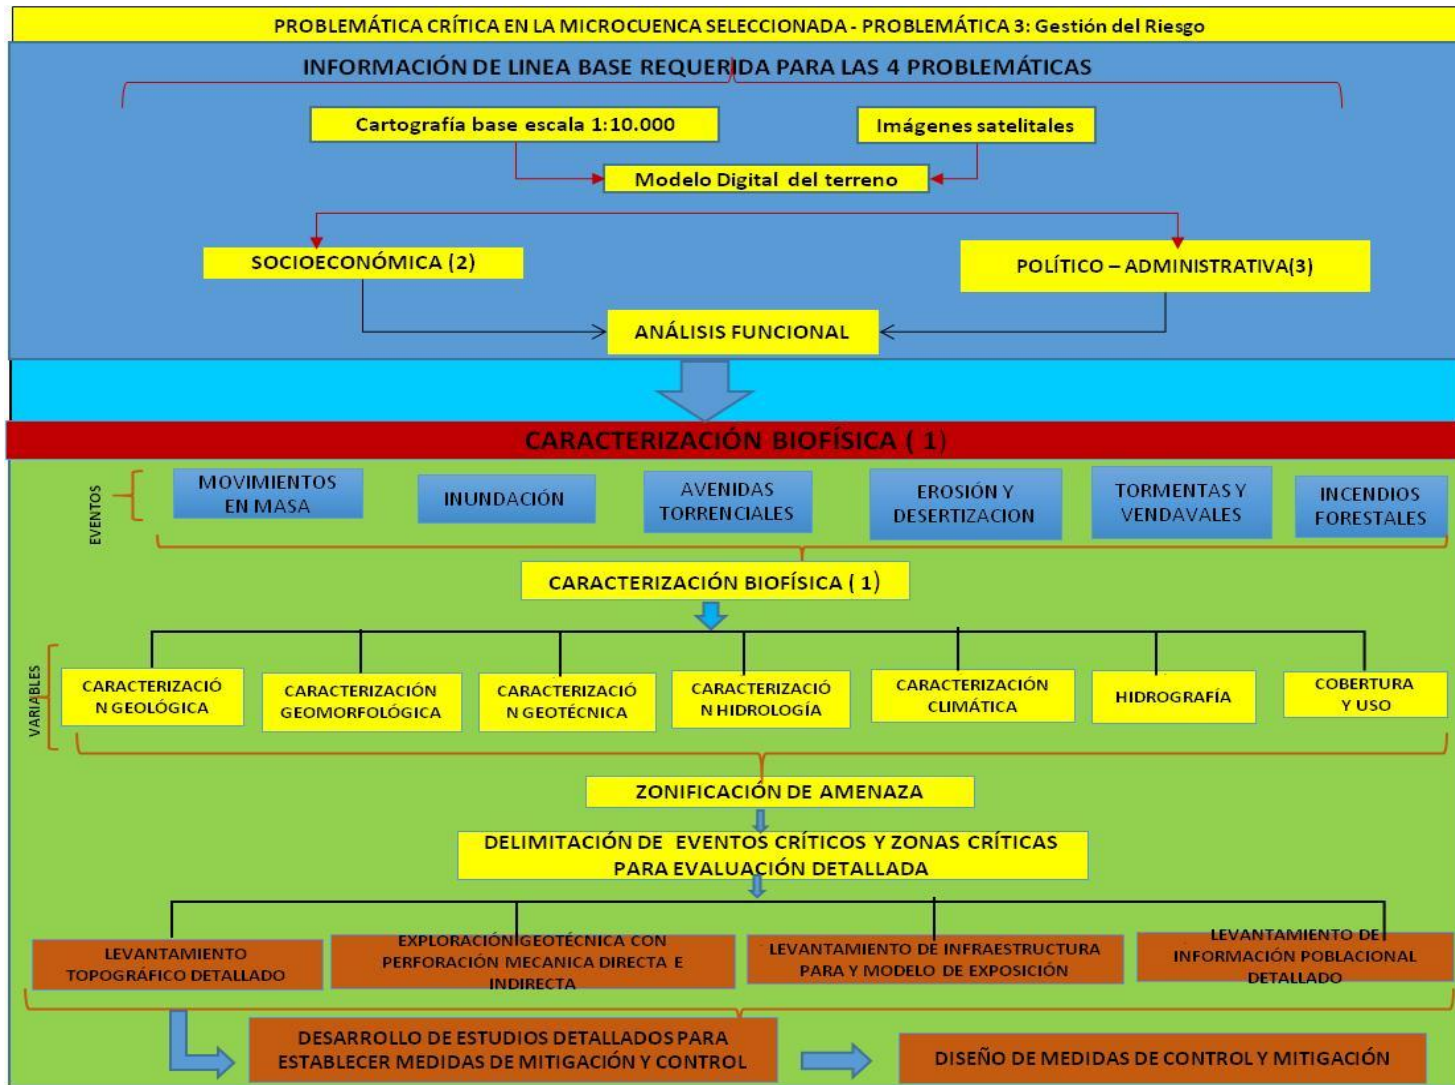 PROBLEMÁTICA CRÍTICA EN LA MICROCUENCA SELECCIONADA - PROBLEMÁTICA 3: Gestión del Riesgo
INFORMACIÓN DE LINEA BASE REQUERIDA PARA LAS 4 PROBLEMÁTICAS
Cartografía base escala 1:10.000
Imágenes satelitales
Modelo Digital del terreno
SOCIOECONÓMICA (2)
POLÍTICO – ADMINISTRATIVA(3)
ANÁLISIS FUNCIONAL
CARACTERIZACIÓN BIOFÍSICA ( 1)
EVENTOS
MOVIMIENTOS
EN MASA
INUNDACIÓN
AVENIDAS
TORRENCIALES
EROSIÓN Y
DESERTIZACION
TORMENTAS Y
VENDAVALES
INCENDIOS
FORESTALES
CARACTERIZACIÓN BIOFÍSICA ( 1)
VARIABLES
CARACTERIZACIÓ
N GEOLÓGICA
CARACTERIZACIÓN
GEOMORFOLÓGICA
CARACTERIZACIÓ
N GEOTÉCNICA
CARACTERIZACIÓ
N HIDROLOGÍA
CARACTERIZACIÓN
CLIMÁTICA
HIDROGRAFÍA
COBERTURA
Y USO
ZONIFICACIÓN DE AMENAZA
DELIMITACIÓN DE EVENTOS CRÍTICOS Y ZONAS CRÍTICAS
PARA EVALUACIÓN DETALLADA
LEVANTAMIENTO
TOPOGRÁFICO DETALLADO
EXPLORACIÓN GEOTÉCNICA CON
PERFORACIÓN MECANICA DIRECTA E
INDIRECTA
LEVANTAMIENTO DE INFRAESTRUCTURA
PARA Y MODELO DE EXPOSICIÓN
LEVANTAMIENTO DE
INFORMACIÓN POBLACIONAL
DETALLADO
DESARROLLO DE ESTUDIOS DETALLADOS PARA
ESTABLECER MEDIDAS DE MITIGACIÓN Y CONTROL
DISEÑO DE MEDIDAS DE CONTROL Y MITIGACIÓN